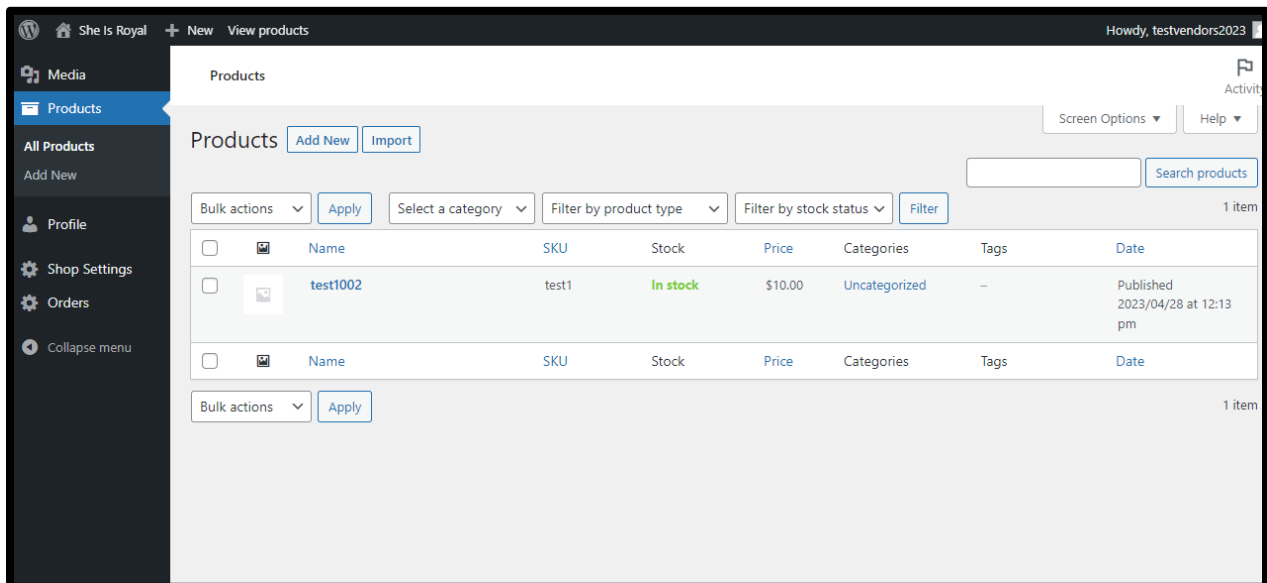 She Is Royal New View products Howdy, testvendors2023
Media
Products
All Products
Add New
Profile
Shop Settings
Orders
Collapse menu
Products
Activity
Screen Options ▼ Help ▼
Products Add New Import
Search products
Bulk actions Apply Select a category Filter by product type Filter by stock status Filter 1 item
Name SKU Stock Price Categories Tags Date
test1002 test1 In stock $10.00 Uncategorized – Published
2023/04/28 at 12:13
pm
Name SKU Stock Price Categories Tags Date
Bulk actions Apply 1 item